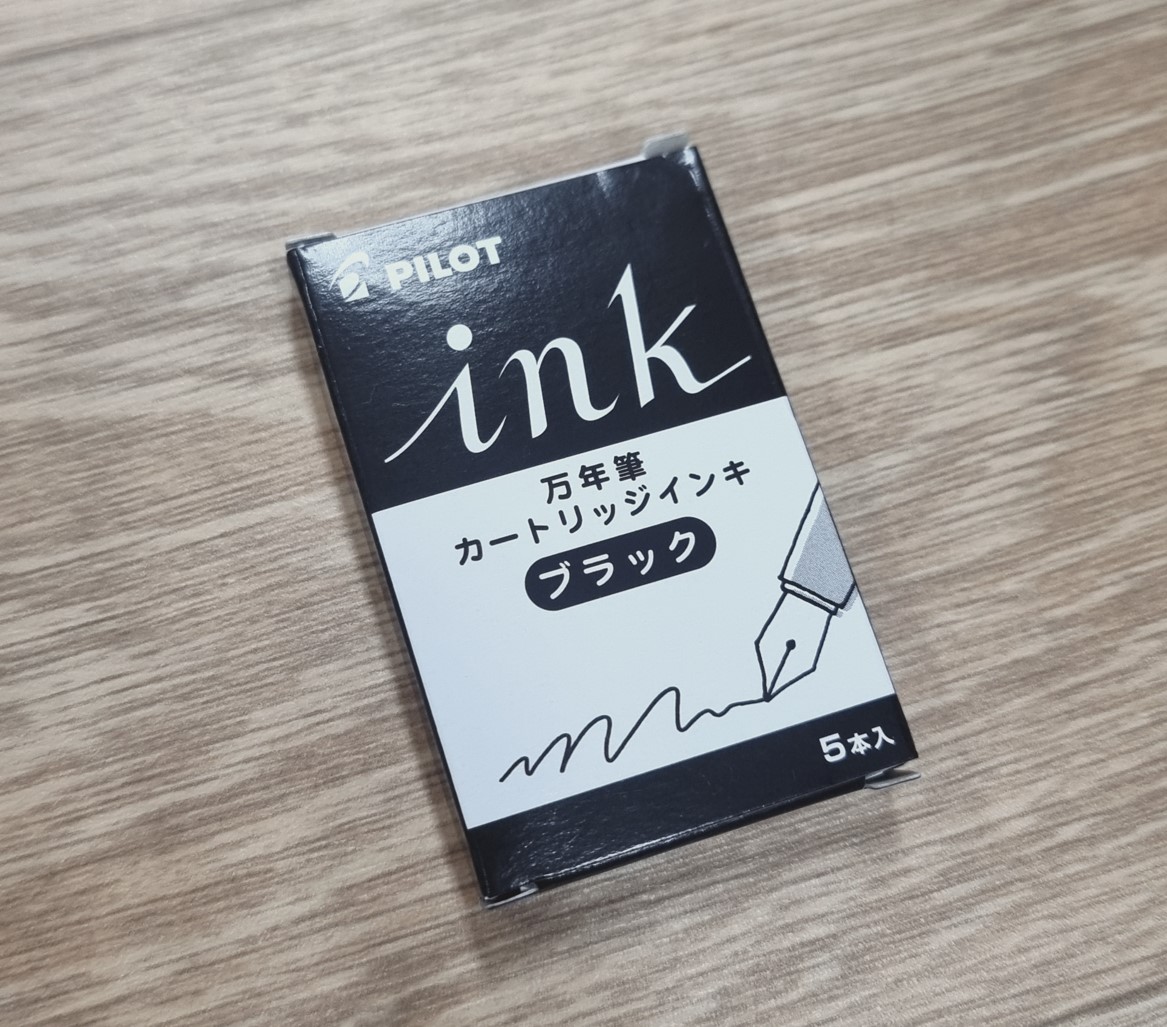 PILOT
ink
万年筆
カートリッジインキ
ブラック
5本入